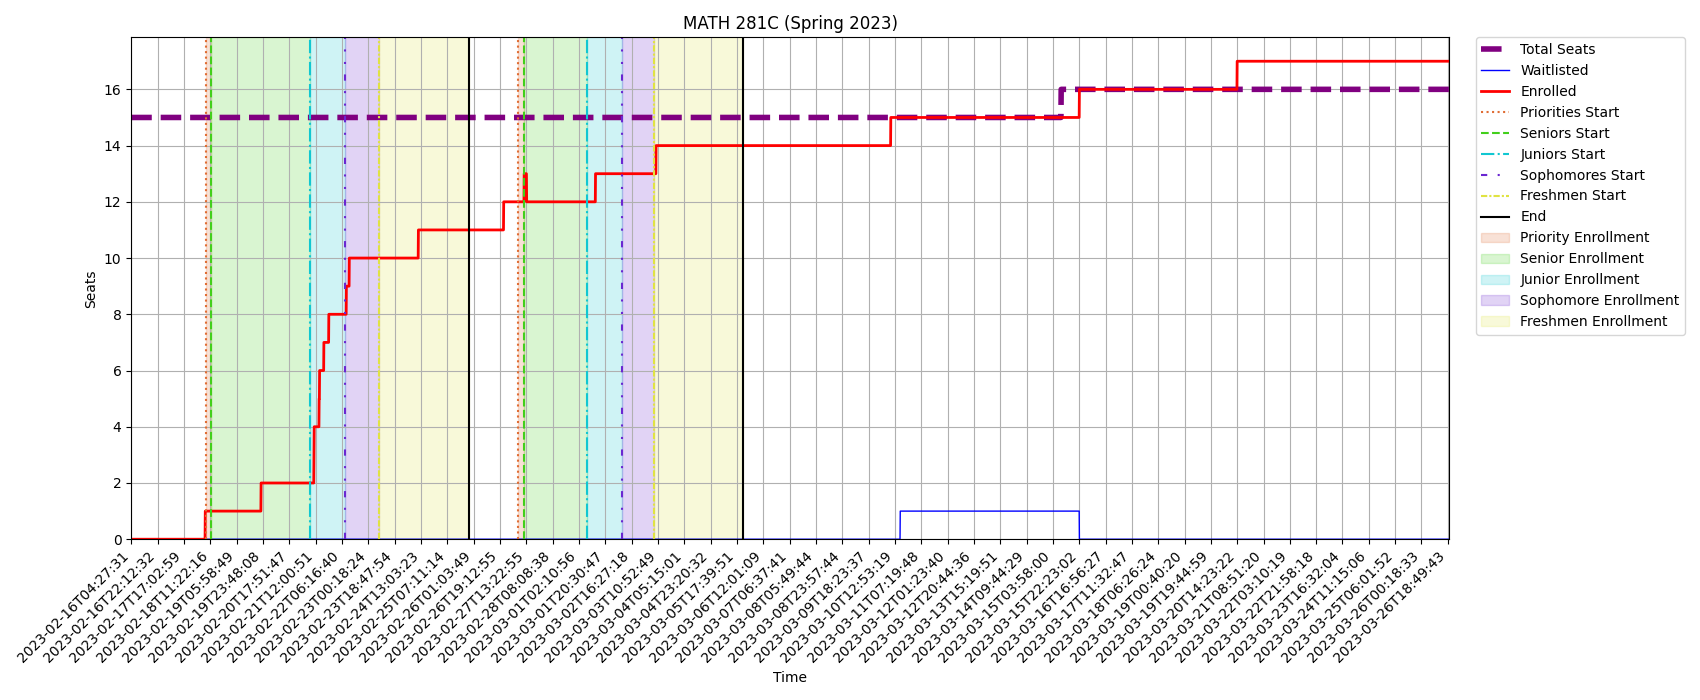 MATH 281C (Spring 2023)
Seats
16
14
12
10
8
6
4
2
0
2023-02-16T04:27:31
2023-02-16T22:12:32
2023-02-17T17:02:59
2023-02-18T11:22:16
2023-02-19T05:58:49
2023-02-19T23:48:08
2023-02-20T17:51:47
2023-02-21T12:00:51
2023-02-22T06:16:40
2023-02-23T00:18:24
2023-02-23T18:47:54
2023-02-24T13:03:23
2023-02-25T07:11:14
2023-02-26T01:03:49
2023-02-26T19:12:55
2023-02-27T13:22:55
2023-02-28T08:08:38
2023-03-01T02:10:56
2023-03-01T20:30:47
2023-03-02T16:27:18
2023-03-03T10:52:49
2023-03-04T05:15:01
2023-03-04T23:20:32
2023-03-05T17:39:51
2023-03-06T12:01:09
2023-03-07T06:37:41
2023-03-08T05:49:44
2023-03-08T23:57:44
2023-03-09T18:23:37
2023-03-10T12:53:19
2023-03-11T07:19:48
2023-03-12T01:23:40
2023-03-12T20:44:36
2023-03-13T15:19:51
2023-03-14T09:44:29
2023-03-15T03:58:00
2023-03-15T22:23:02
2023-03-16T16:56:27
2023-03-17T11:32:47
2023-03-18T06:26:24
2023-03-19T00:40:20
2023-03-19T19:44:59
2023-03-20T14:23:22
2023-03-21T08:51:20
2023-03-22T03:10:19
2023-03-22T21:58:18
2023-03-23T16:32:04
2023-03-24T11:15:06
2023-03-25T06:01:52
2023-03-26T00:18:33
2023-03-26T18:49:43
Time
Total Seats
Waitlisted
Enrolled
Priorities Start
Seniors Start
Juniors Start
Sophomores Start
Freshmen Start
End
Priority Enrollment
Senior Enrollment
Junior Enrollment
Sophomore Enrollment
Freshmen Enrollment